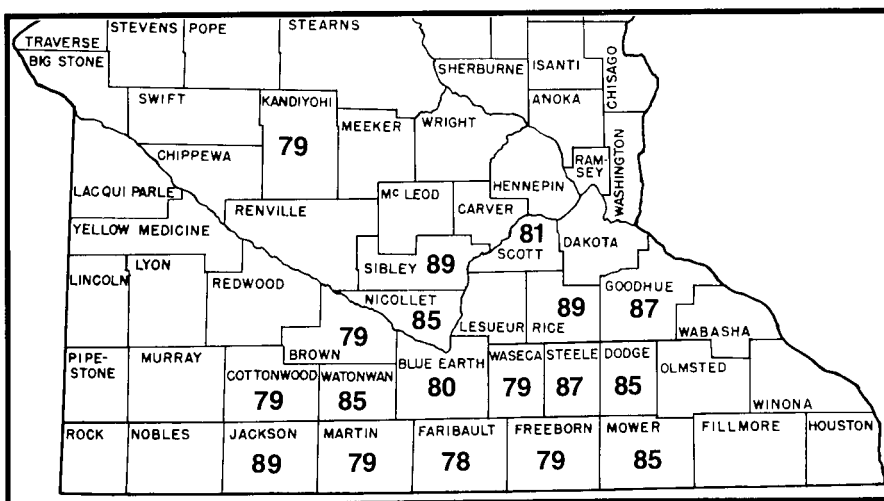 STEVENS
POPE
STEARNS
TRAVERSE
BIG STONE
SHERBURNE
ISANTI
CHISAGO
SWIFT
KANDIYOHI
79
MEEKER
WRIGHT
ANOKA
WASHINGTON
CHIPPEWA
RAM-
SEY
HENNEPIN
LACQUI PARLE
RENVILLE
Mc LEOD
CARVER
YELLOW MEDICINE
81
SCOTT
DAKOTA
SIBLEY
89
LINCOLN
LYON
REDWOOD
NICOLLET
85
LESUEUR
RICE
89
GOODHUE
87
WABASHA
PIPE-
STONE
MURRAY
BROWN
79
COTTONWOOD
79
WATONWAN
85
BLUE EARTH
80
WASECA
79
STEELE
87
DODGE
85
OLMSTED
WINONA
ROCK
NOBLES
JACKSON
89
MARTIN
79
FARIBAULT
78
FREEBORN
79
MOWER
85
FILLMORE
HOUSTON